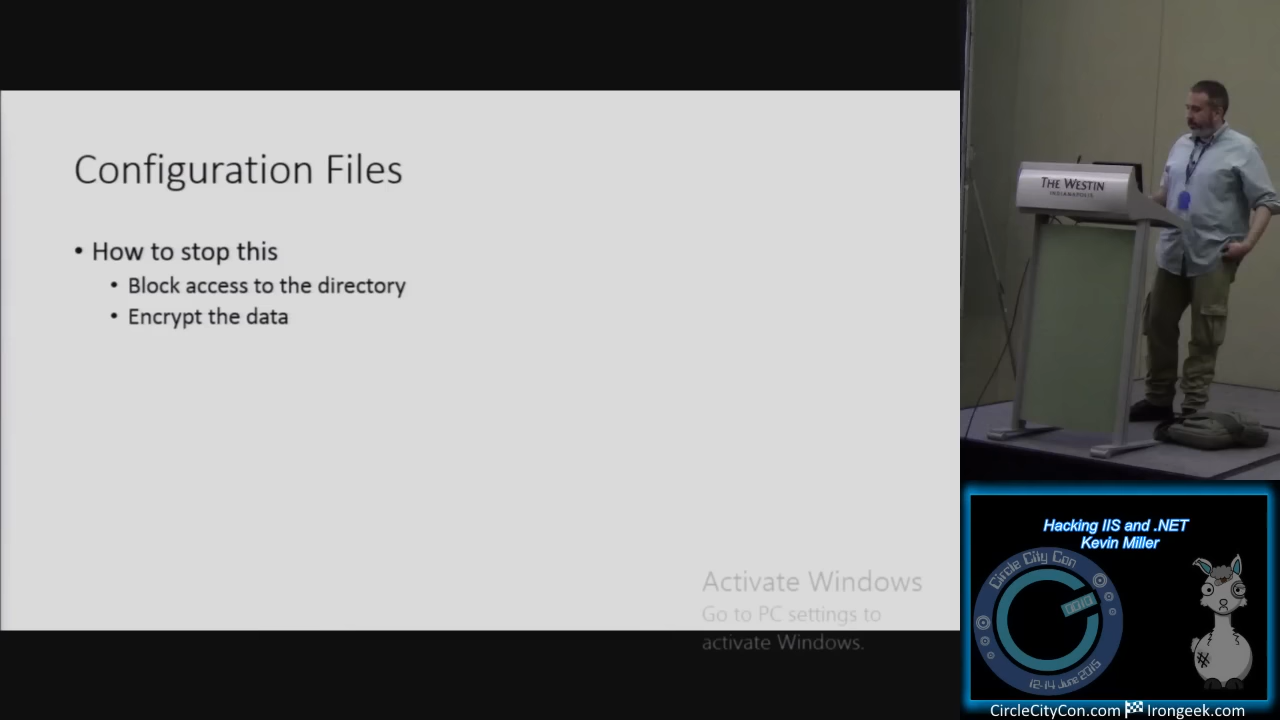 Configuration Files
• How to stop this
• Block access to the directory
• Encrypt the data
Activate Windows
Go to PC settings to
activate Windows.
THE WESTIN
Hacking IIS and .NET
Kevin Miller
Circle City Con
12-14 June 2015
CircleCityCon.com Irongeek.com